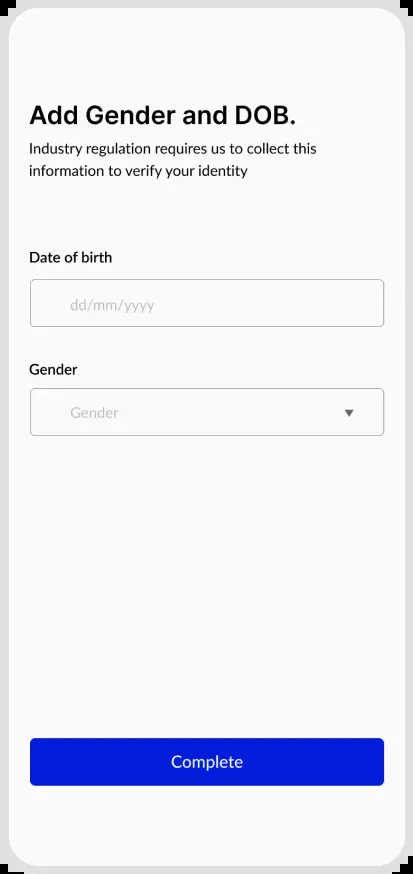 Add Gender and DOB.
Industry regulation requires us to collect this
information to verify your identity
Date of birth
dd/mm/yyyy
Gender
Gender
Complete